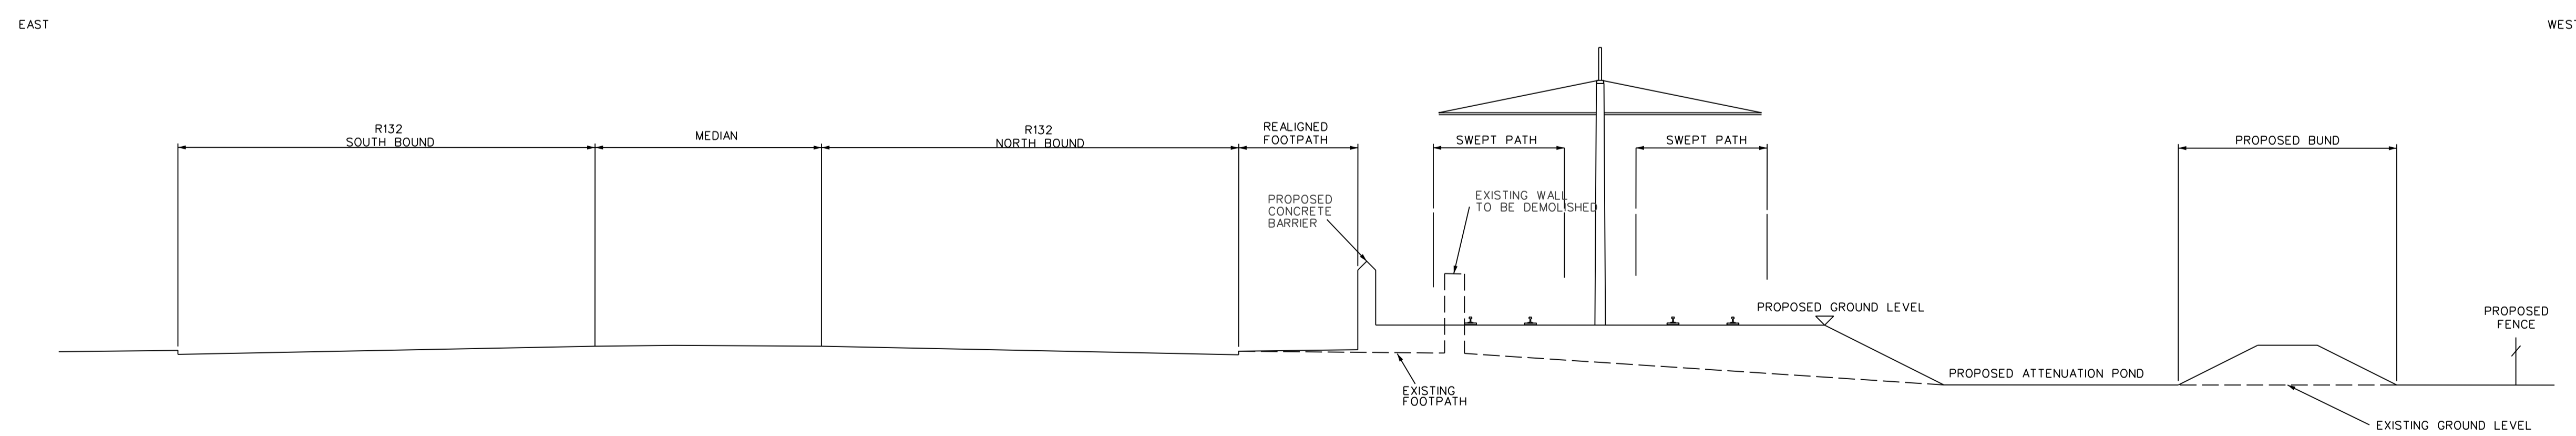 EAST
WEST
R132
SOUTH BOUND
MEDIAN
R132
NORTH BOUND
REALIGNED
FOOTPATH
SWEPT PATH
SWEPT PATH
PROPOSED BUND
PROPOSED
CONCRETE
BARRIER
EXISTING WALL
TO BE DEMOLISHED
PROPOSED GROUND LEVEL
PROPOSED
FENCE
PROPOSED ATTENUATION POND
EXISTING
FOOTPATH
EXISTING GROUND LEVEL